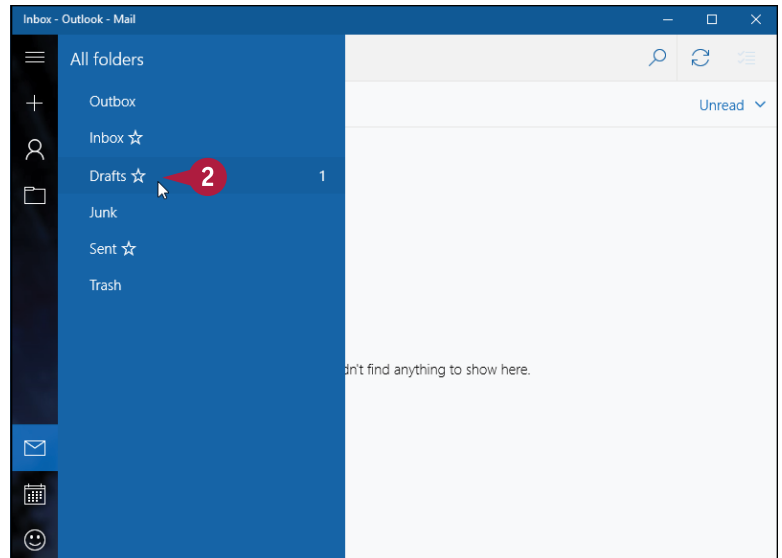 Inbox - Outlook - Mail
All folders
Outbox
Inbox
Drafts 2 1
Junk
Sent
Trash
Unread
dn't find anything to show here.